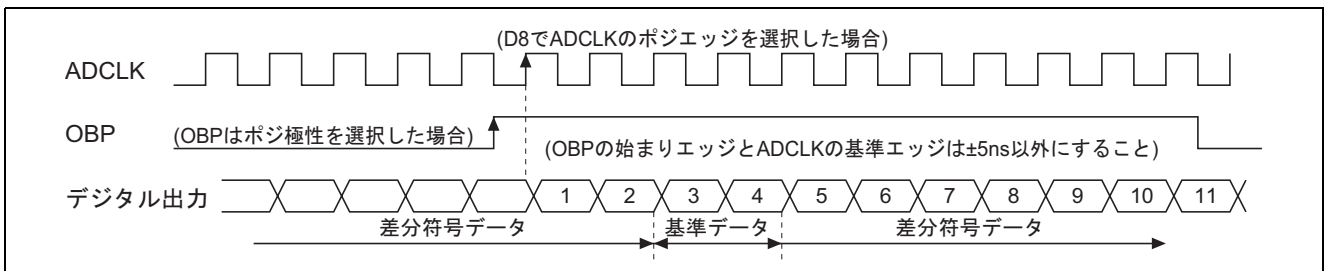 (D8でADCLKのポジエッジを選択した場合)
ADCLK
OBP
(OBPはポジ極性を選択した場合)
(OBPの始まりエッジとADCLKの基準エッジは±5ns以外にすること)
デジタル出力
1 2 3 4 5 6 7 8 9 10 11
差分符号データ 基準データ 差分符号データ